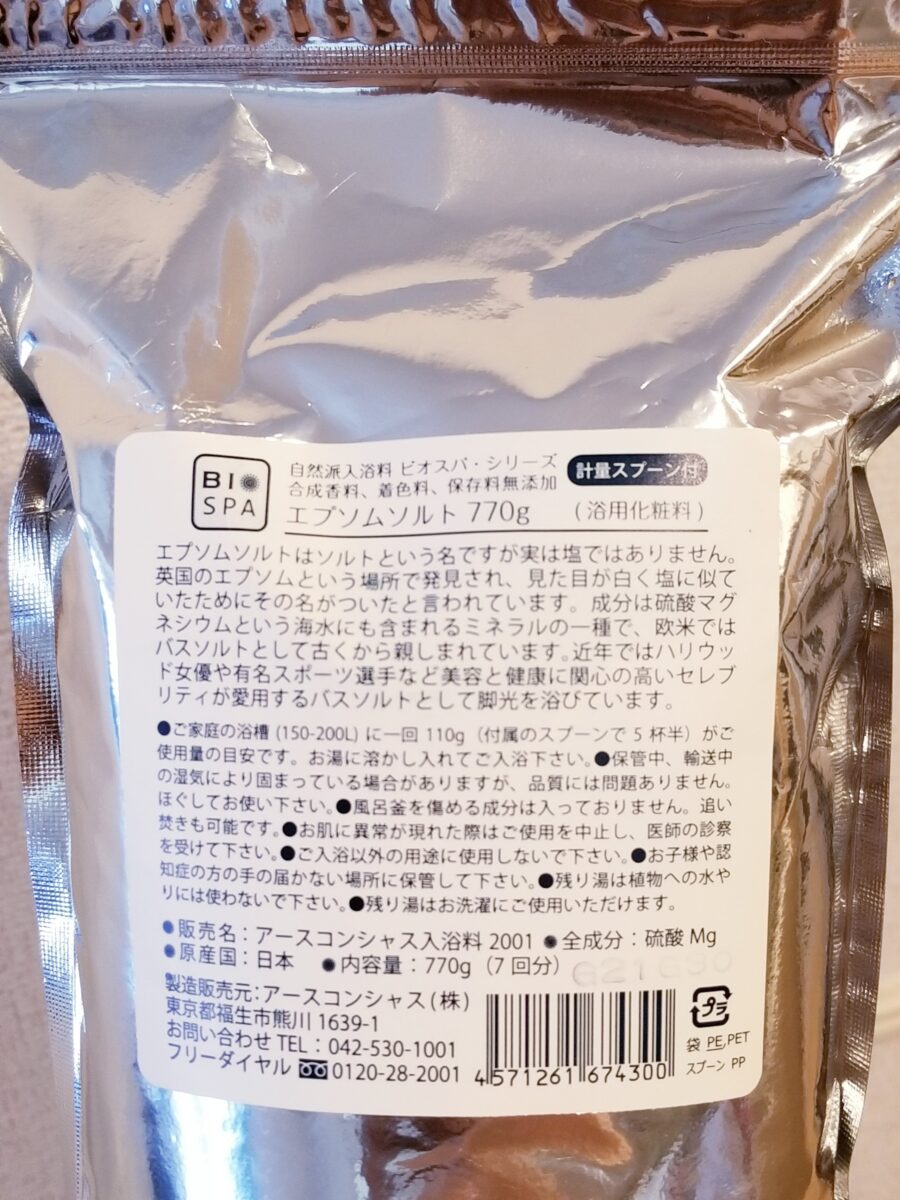 BIO
SPA
自然派入浴料 ビオスパ・シリーズ
合成香料、着色料、保存料無添加
計量スプーン付
エプソムソルト 770g (浴用化粧料)
エプソムソルトはソルトという名ですが実は塩ではありません。
英国のエプソムという場所で発見され、見た目が白く塩に似て
いたためにその名がついたと言われています。成分は硫酸マグ
ネシウムという海水にも含まれるミネラルの一種で、欧米では
バスソルトとして古くから親しまれています。近年ではハリウッ
ド女優や有名スポーツ選手など美容と健康に関心の高いセレブ
リティが愛用するバスソルトとして脚光を浴びています。
●ご家庭の浴槽 (150-200L) に一回 110g (付属のスプーンで 5 杯半) がご
使用量の目安です。お湯に溶かし入れてご入浴下さい。●保管中、輸送中
の湿気により固まっている場合がありますが、品質には問題ありません。
ほぐしてお使い下さい。●風呂釜を傷める成分は入っておりません。追い
焚きも可能です。●お肌に異常が現れた際はご使用を中止し、医師の診察
を受けて下さい。●ご入浴以外の用途に使用しないで下さい。●お子様や認
知症の方の手の届かない場所に保管して下さい。●残り湯は植物への水や
りには使わないで下さい。●残り湯はお洗濯にご使用いただけます。
●販売名：アースコンシャス入浴料 2001 ●全成分：硫酸 Mg
●原産国：日本 ●内容量：770g (7 回分)
製造販売元：アースコンシャス(株)
東京都福生市熊川 1639-1
お問い合わせ TEL：042-530-1001
フリーダイヤル 0120-28-2001
4571261674300
プラ
袋 PE,PET
スプーン PP